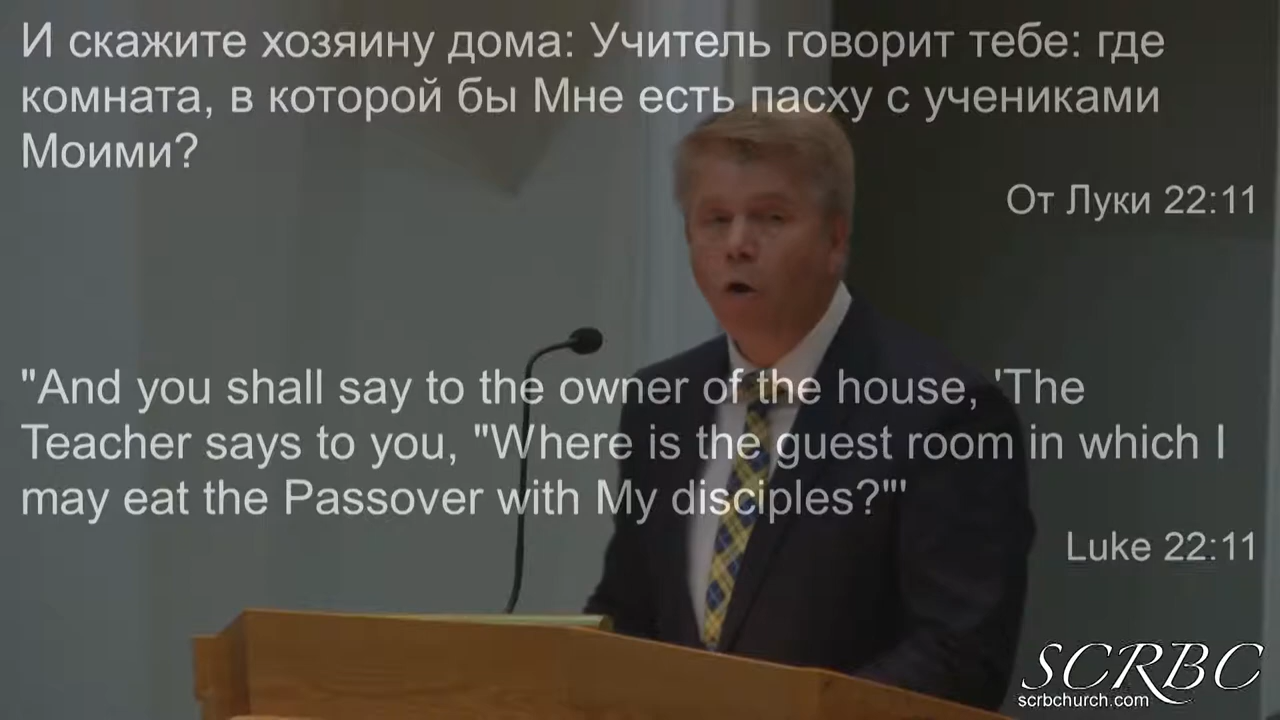 И скажите хозяину дома: Учитель говорит тебе: где
комната, в которой бы Мне есть пасху с учениками
Моими?
От Луки 22:11
"And you shall say to the owner of the house, 'The
Teacher says to you, "Where is the guest room in which I
may eat the Passover with My disciples?"'
Luke 22:11
SCRBC
scrbchurch.com